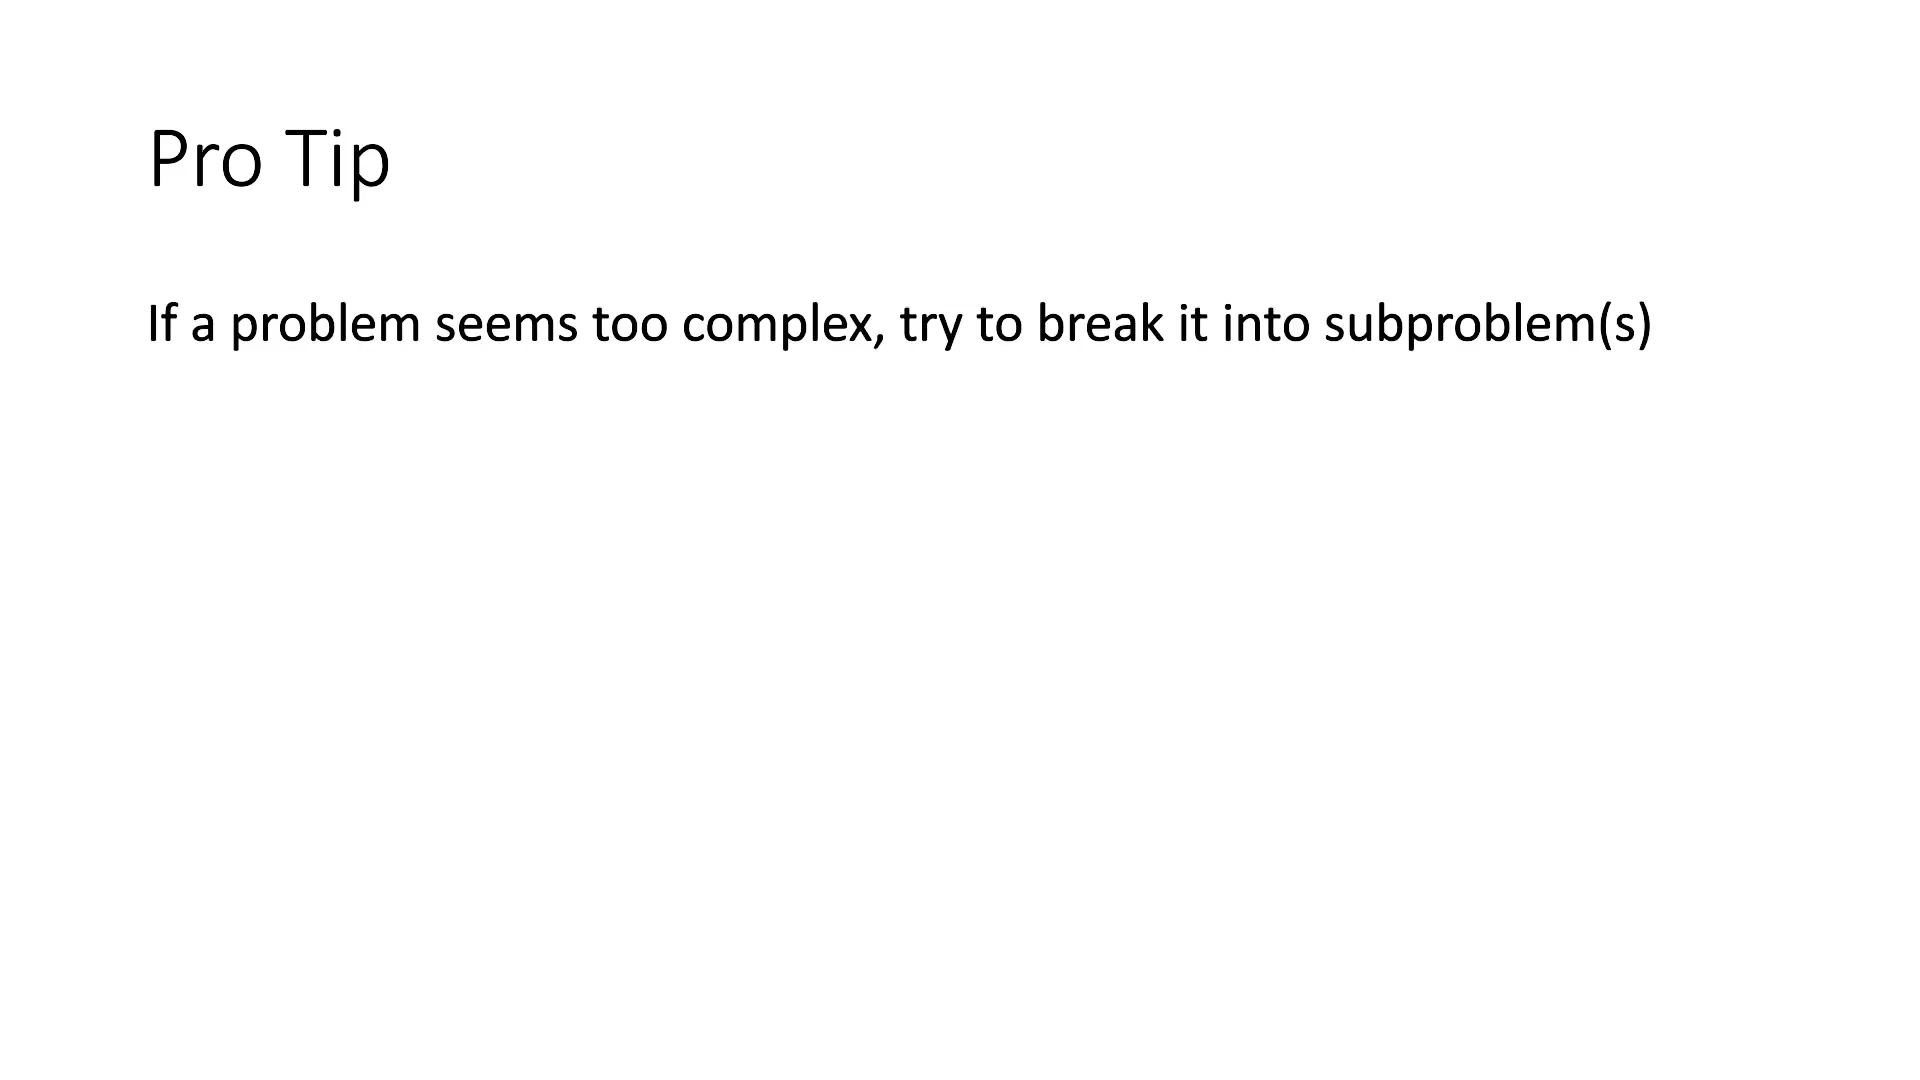 Pro Tip
If a problem seems too complex, try to break it into subproblem(s)